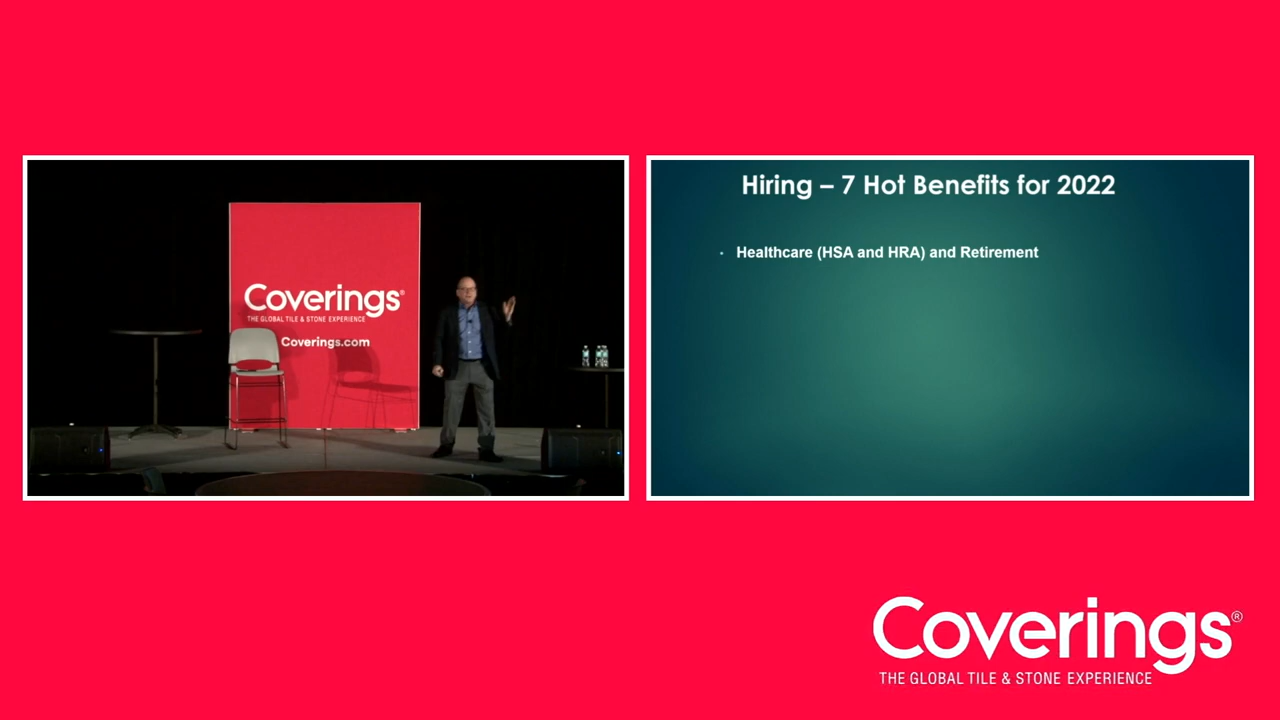 Coverings®
THE GLOBAL TILE & STONE EXPERIENCE
Coverings.com
Hiring – 7 Hot Benefits for 2022
• Healthcare (HSA and HRA) and Retirement
Coverings®
THE GLOBAL TILE & STONE EXPERIENCE